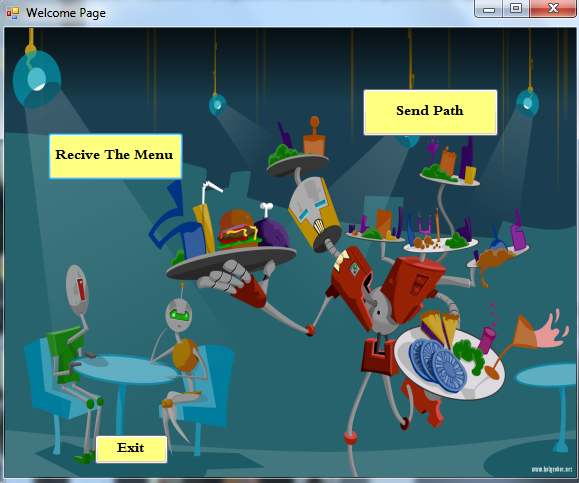 Welcome Page
Send Path
Recive The Menu
Exit